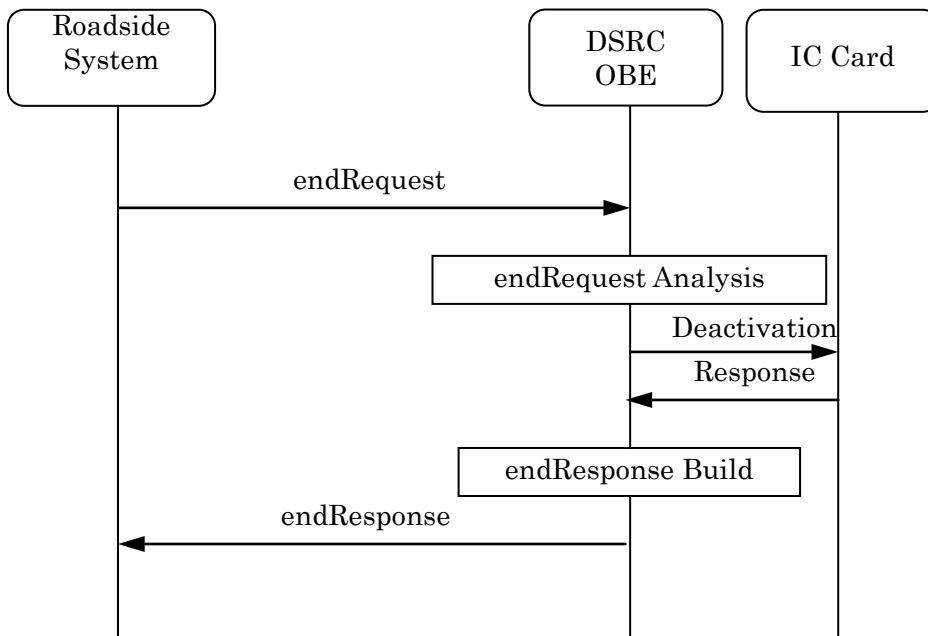 Roadside
System
DSRC
OBE
IC Card
endRequest
endRequest Analysis
Deactivation
Response
endResponse Build
endResponse